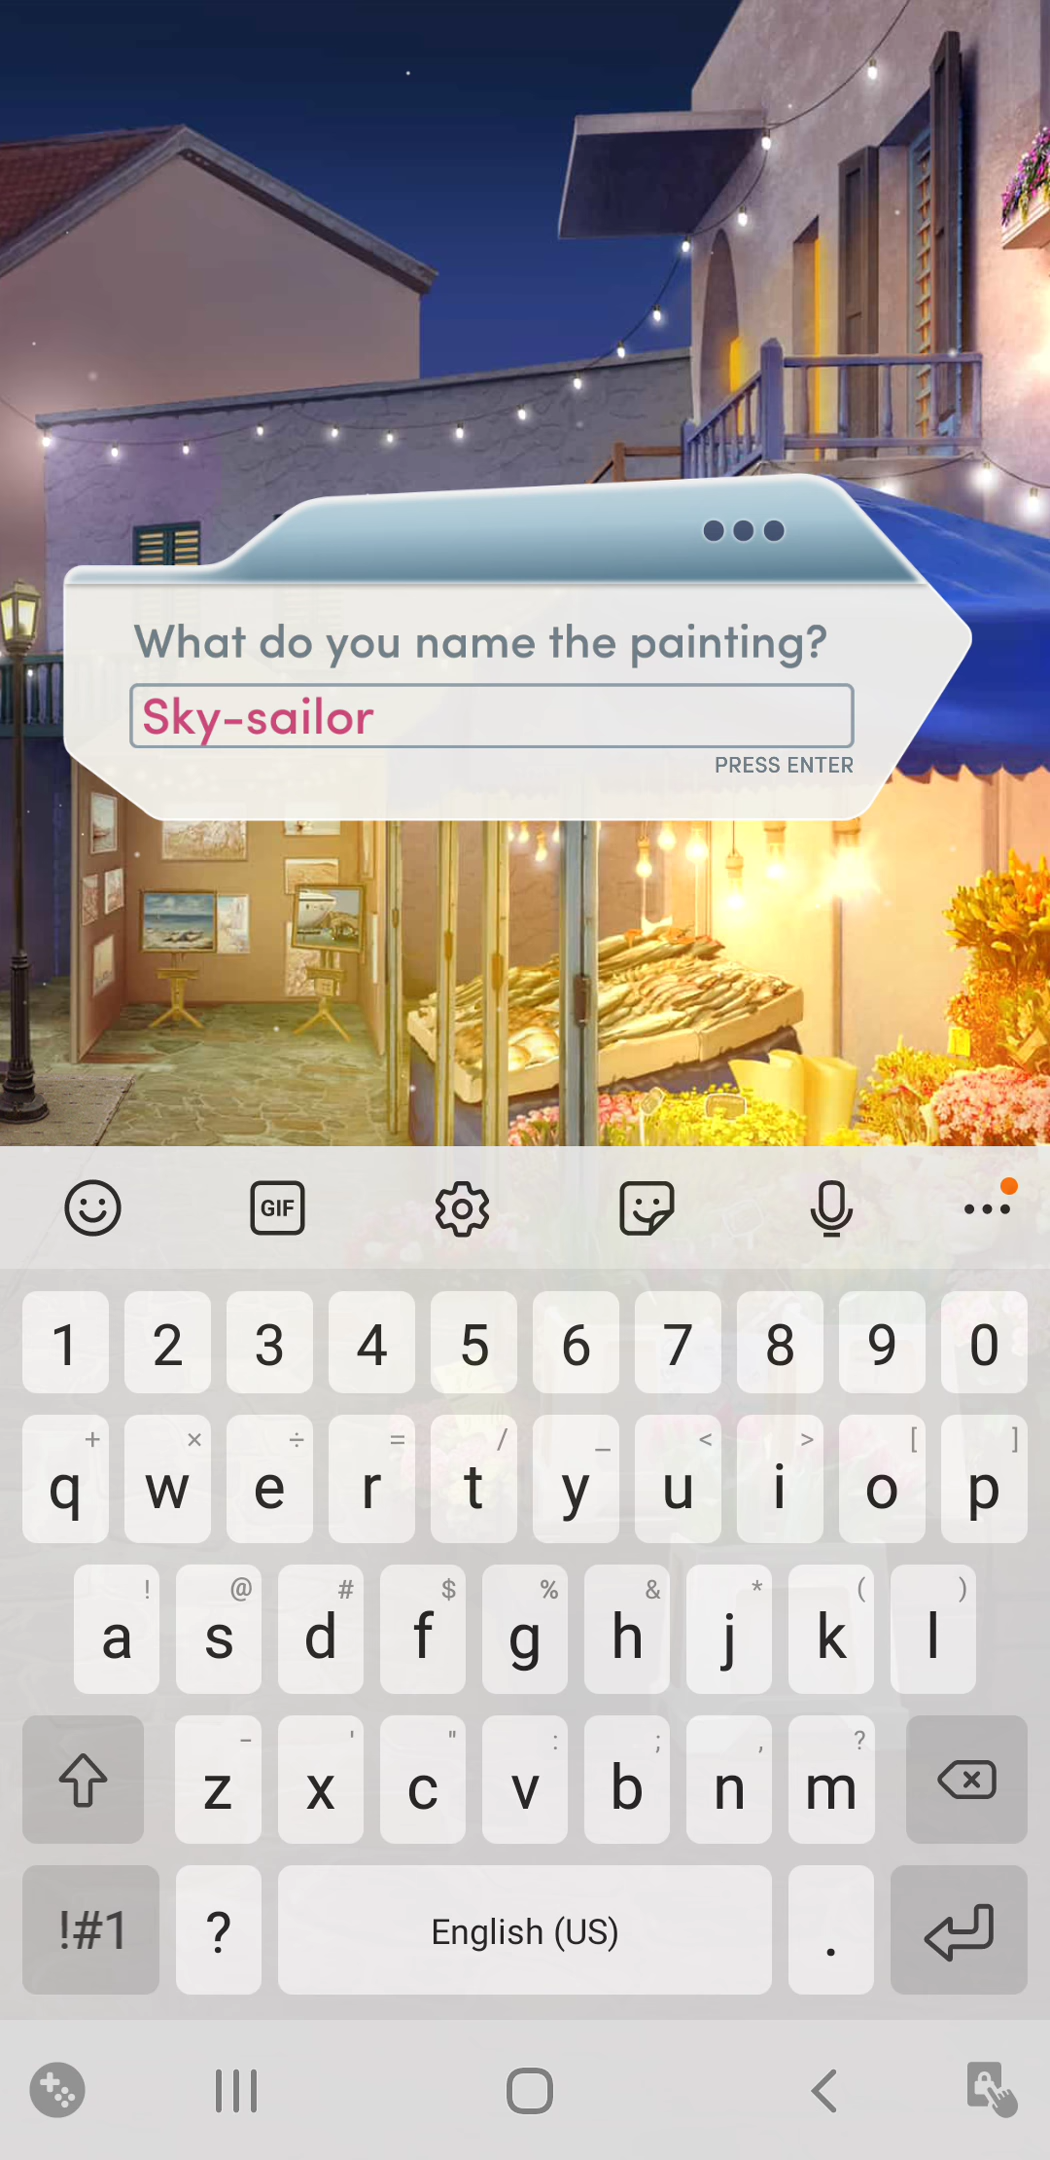 What do you name the painting?
Sky-sailor
PRESS ENTER
GIF
1 2 3 4 5 6 7 8 9 0
+ × ÷ = / _ < > [ ]
q w e r t y u i o p
! @ # $ % & * ( )
a s d f g h j k l
- ' " : ; , ?
z x c v b n m
!#1 ? English (US) .